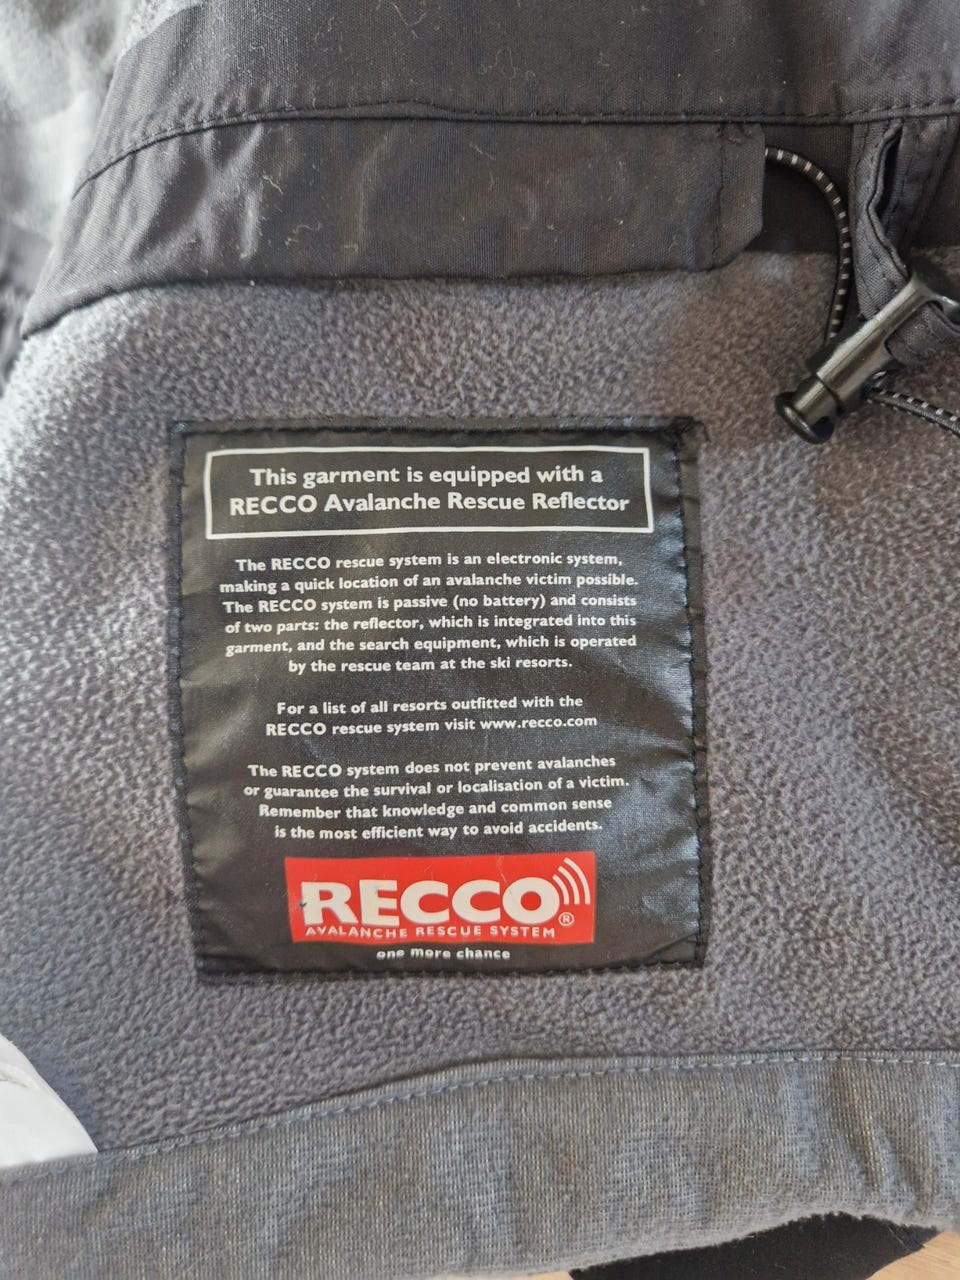 This garment is equipped with a
RECCO Avalanche Rescue Reflector
The RECCO rescue system is an electronic system,
making a quick location of an avalanche victim possible.
The RECCO system is passive (no battery) and consists
of two parts: the reflector, which is integrated into this
garment, and the search equipment, which is operated
by the rescue team at the ski resorts.
For a list of all resorts outfitted with the
RECCO rescue system visit www.recco.com
The RECCO system does not prevent avalanches
or guarantee the survival or localisation of a victim.
Remember that knowledge and common sense
is the most efficient way to avoid accidents.
RECCO®
AVALANCHE RESCUE SYSTEM
one more chance